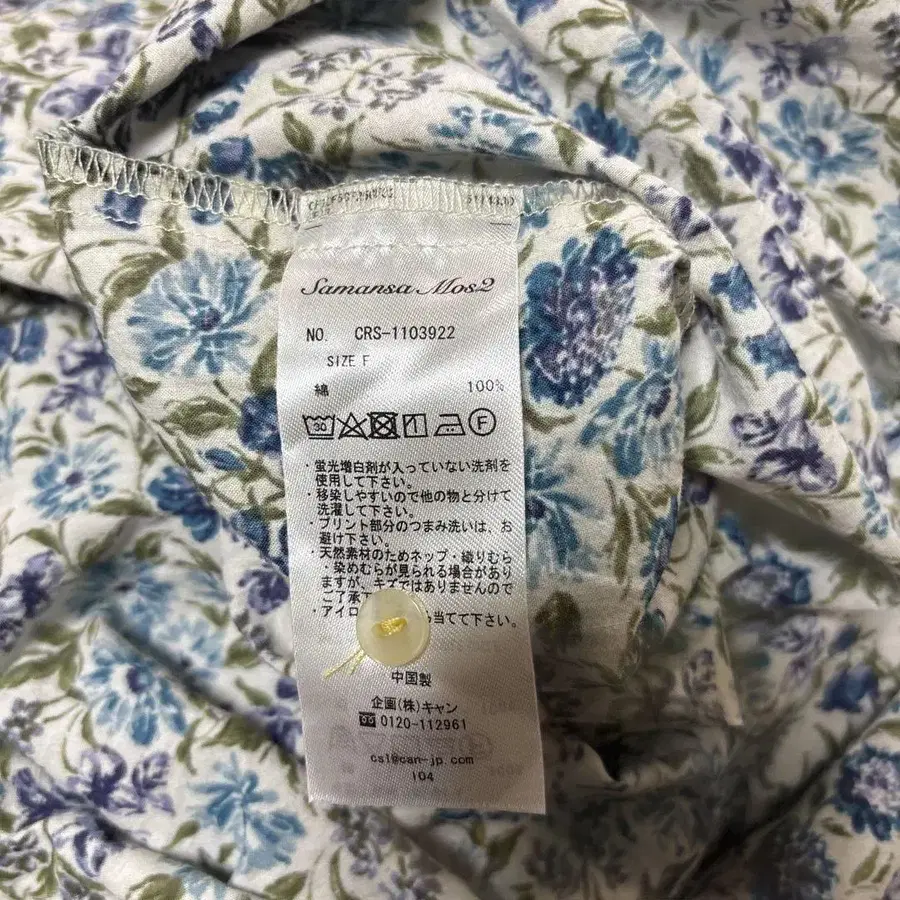 Samansa Mos2
NO. CRS-1103922
SIZE F
綿 100%
30 1 F
・蛍光増白剤が入っていない洗剤を
使用して下さい。
・移染しやすいので他の物と分けて
洗濯して下さい。
・プリント部分のつまみ洗いは、お
避け下さい。
・天然素材のためネップ・織りむら
・染めむらが見られる場合があり
ますが、キズではありませんので
ご了承
・アイロ を当てて下さい。
中国製
企画(株)キャン
0120-112961
cs1@can-jp.com
104